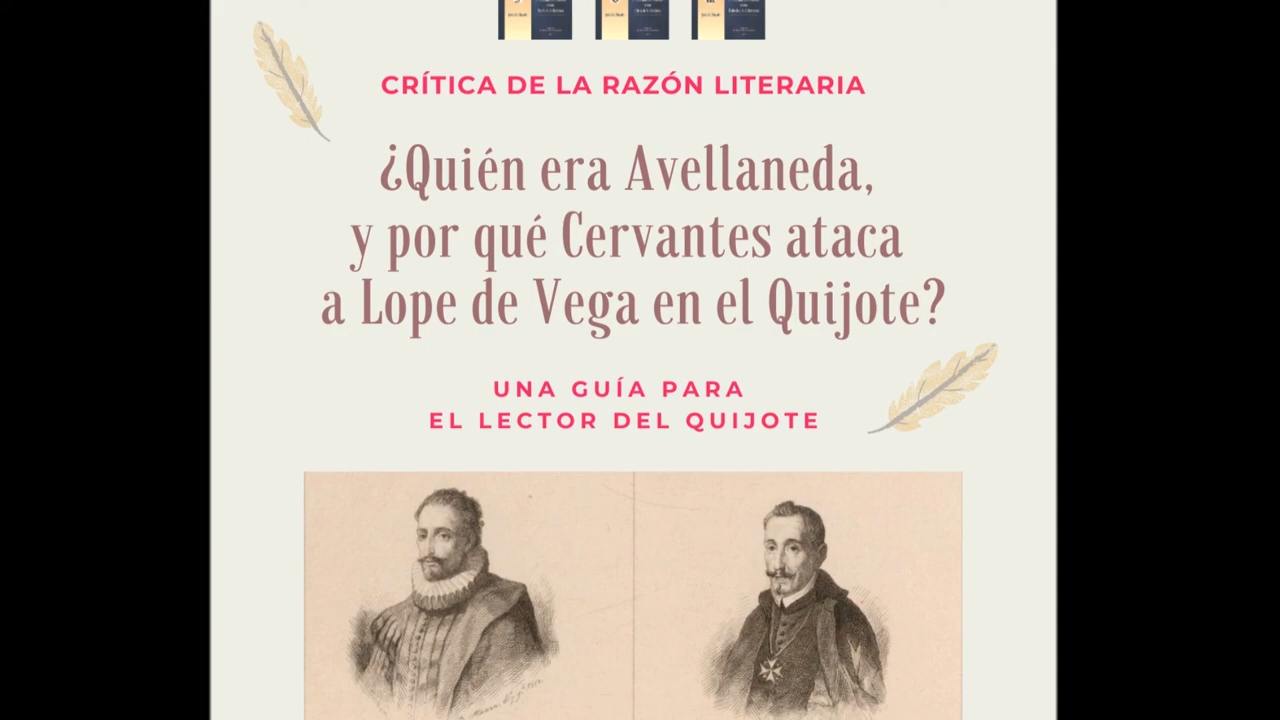 CRÍTICA DE LA RAZÓN LITERARIA
¿Quién era Avellaneda,
y por qué Cervantes ataca
a Lope de Vega en el Quijote?
UNA GUÍA PARA
EL LECTOR DEL QUIJOTE